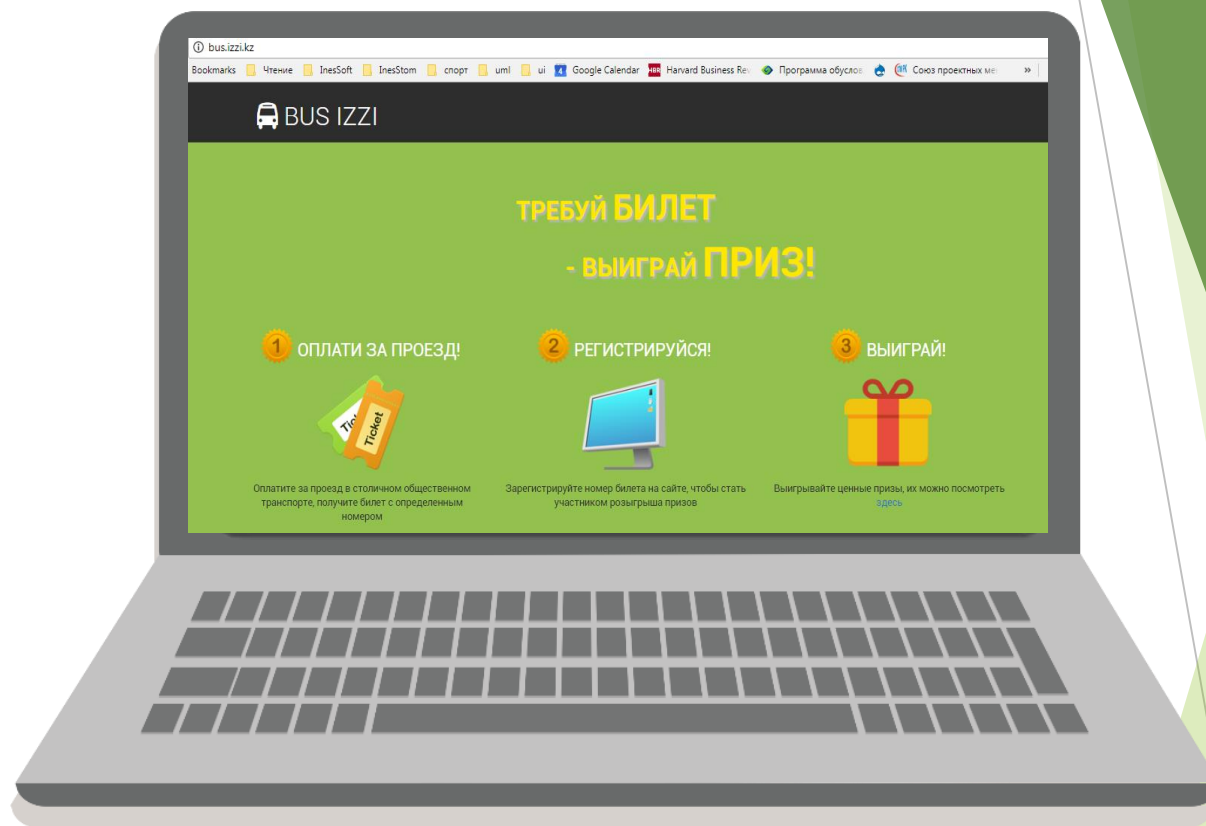 bus.izzi.kz
Bookmarks Чтение InesSoft InesStom спорт uml ui 4 Google Calendar HBR Harvard Business Rev Программа обуслов Союз проектных ме »
BUS IZZI
ТРЕБУЙ БИЛЕТ
- ВЫИГРАЙ ПРИЗ!
1 ОПЛАТИ ЗА ПРОЕЗД!
2 РЕГИСТРИРУЙСЯ!
3 ВЫИГРАЙ!
Ticket
Оплатите за проезд в столичном общественном
транспорте, получите билет с определенным
номером
Зарегистрируйте номер билета на сайте, чтобы стать
участником розыгрыша призов
Выигрывайте ценные призы, их можно посмотреть
здесь